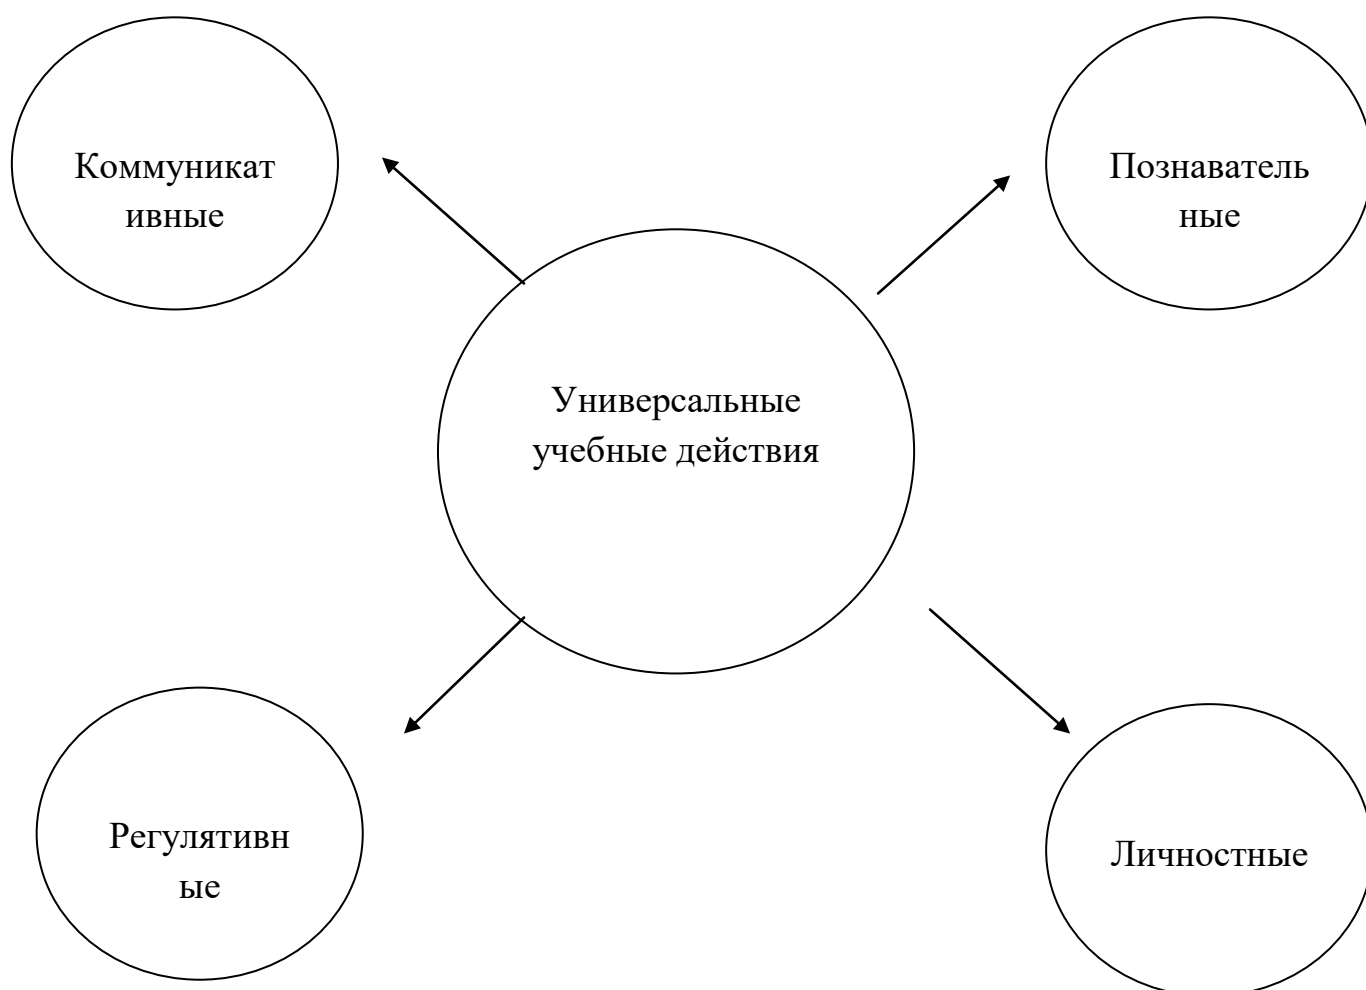 Коммуникат
ивные
Познаватель
ные
Универсальные
учебные действия
Регулятивн
ые
Личностные